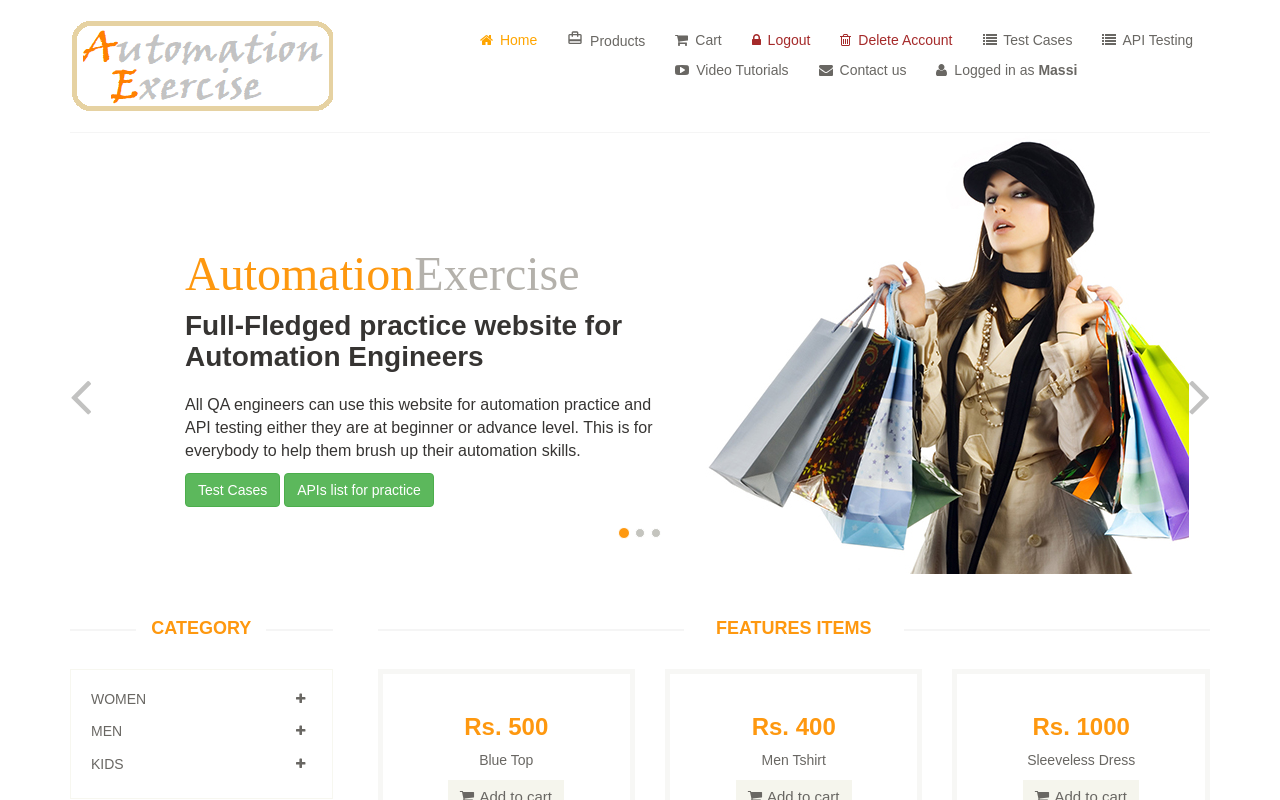 Automation
Exercise
Home
Products
Cart
Logout
Delete Account
Test Cases
API Testing
Video Tutorials
Contact us
Logged in as Massi
AutomationExercise
Full-Fledged practice website for
Automation Engineers
All QA engineers can use this website for automation practice and
API testing either they are at beginner or advance level. This is for
everybody to help them brush up their automation skills.
Test Cases
APIs list for practice
CATEGORY
WOMEN
MEN
KIDS
FEATURES ITEMS
Rs. 500
Blue Top
Add to cart
Rs. 400
Men Tshirt
Add to cart
Rs. 1000
Sleeveless Dress
Add to cart